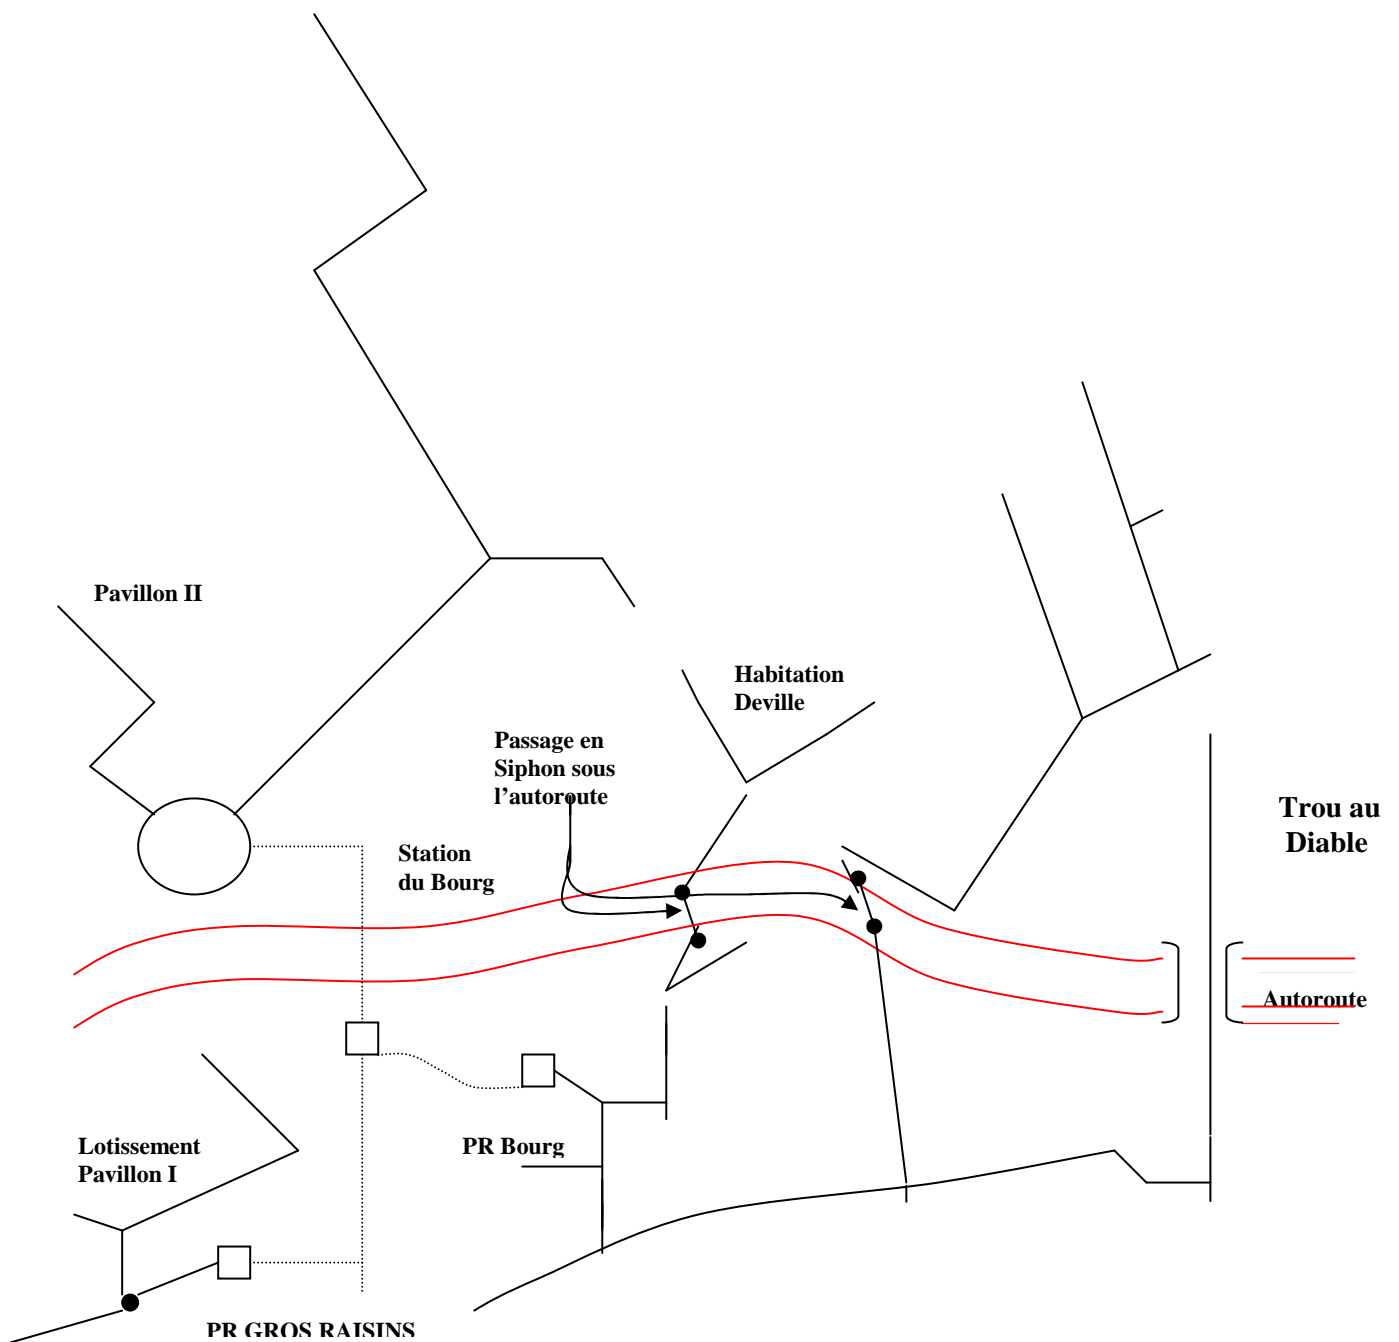 Pavillon II
Habitation
Deville
Passage en
Siphon sous
l’autoroute
Trou au
Diable
Station
du Bourg
Autoroute
Lotissement
Pavillon I
PR Bourg
PR GROS RAISINS